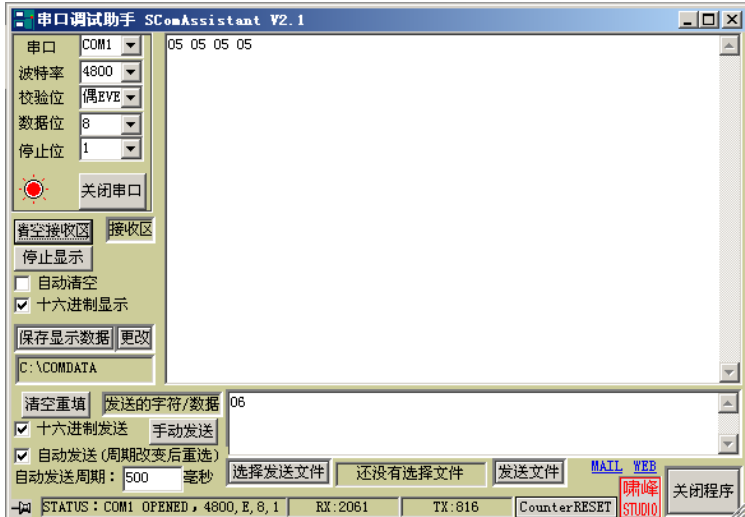 串口调试助手 SComAssistant V2.1
串口 COM1
05 05 05 05
波特率 4800
校验位 偶EVE
数据位 8
停止位 1
关闭串口
清空接收区 接收区
停止显示
自动清空
十六进制显示
保存显示数据 更改
C:\COMDATA
清空重填 发送的字符/数据 06
十六进制发送 手动发送
自动发送(周期改变后重选)
自动发送周期: 500 毫秒 选择发送文件 还没有选择文件 发送文件 MAIL WEB
啸峰 关闭程序
STATUS: COM1 OPENED, 4800, E, 8, 1 RX:2061 TX:816 CounterRESET STUDIO